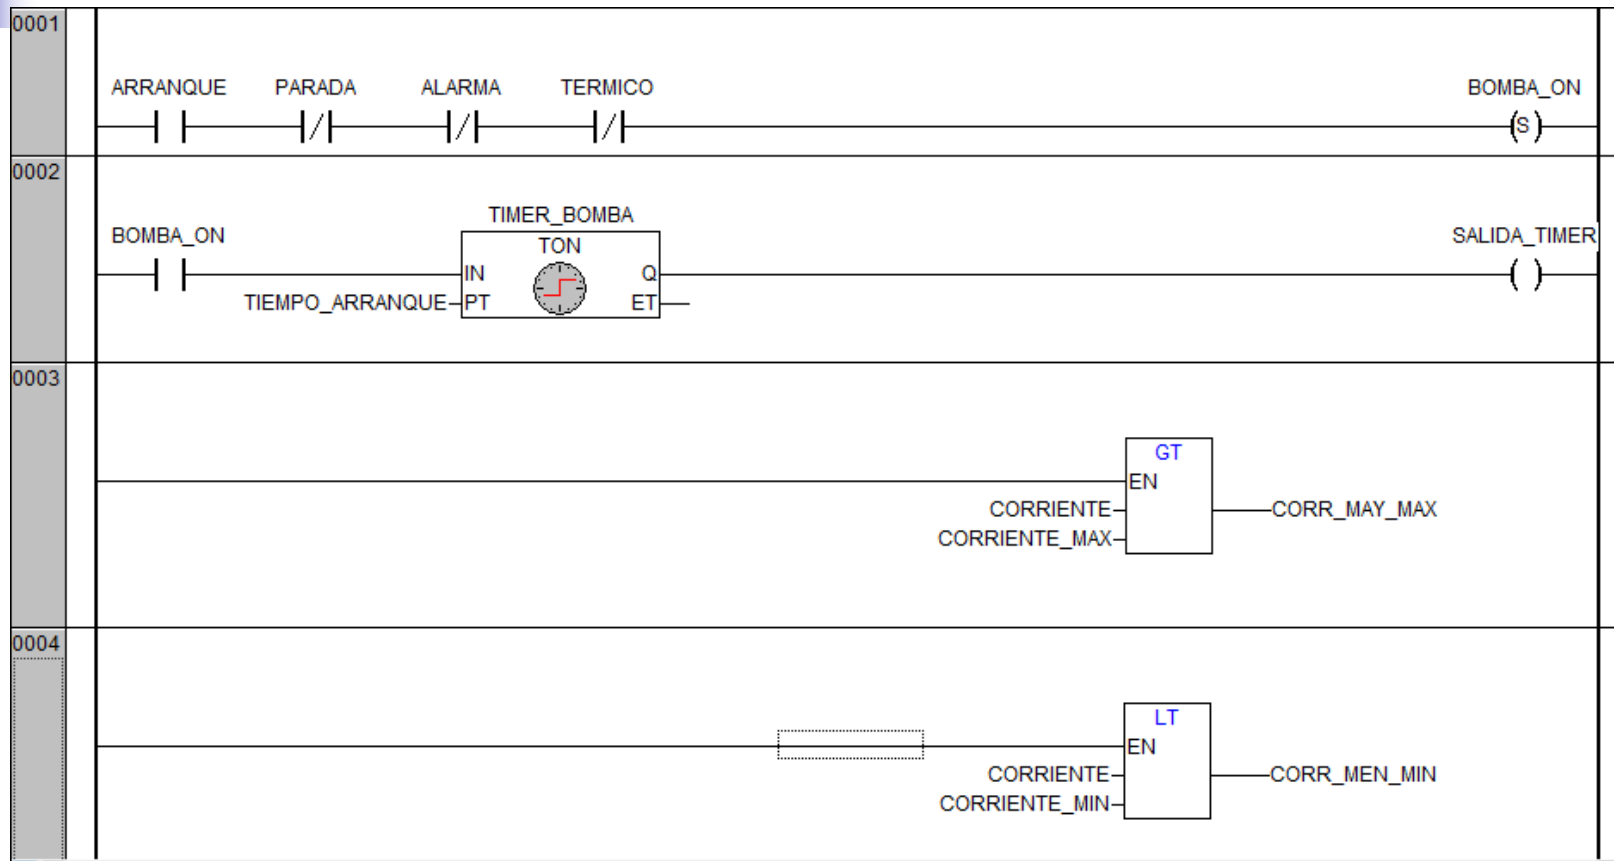 0001
ARRANQUE PARADA ALARMA TERMICO BOMBA_ON
S
0002
TIMER_BOMBA
BOMBA_ON TON SALIDA_TIMER
IN Q
TIEMPO_ARRANQUE PT ET
0003
GT
EN
CORRIENTE CORR_MAY_MAX
CORRIENTE_MAX
0004
LT
EN
CORRIENTE CORR_MEN_MIN
CORRIENTE_MIN